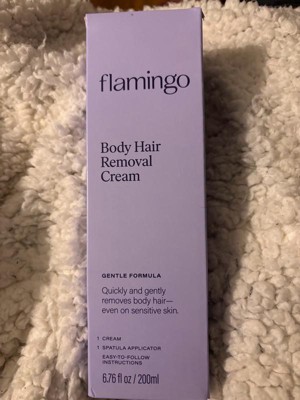 flamingo
Body Hair
Removal
Cream
GENTLE FORMULA
Quickly and gently
removes body hair—
even on sensitive skin.
1 CREAM
1 SPATULA APPLICATOR
EASY-TO-FOLLOW
INSTRUCTIONS
6.76 fl oz / 200ml